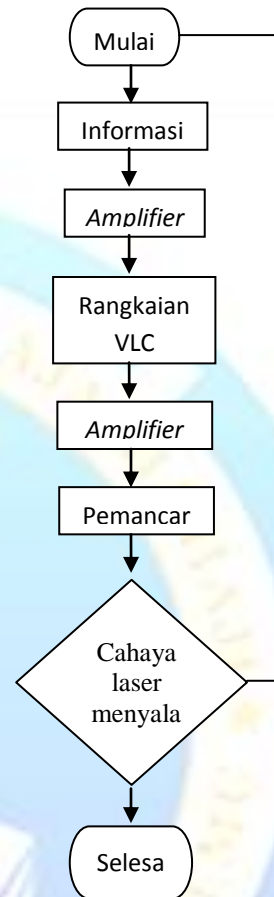 Mulai
Informasi
Amplifier
Rangkaian
VLC
Amplifier
Pemancar
Cahaya
laser
menyala
Selesa